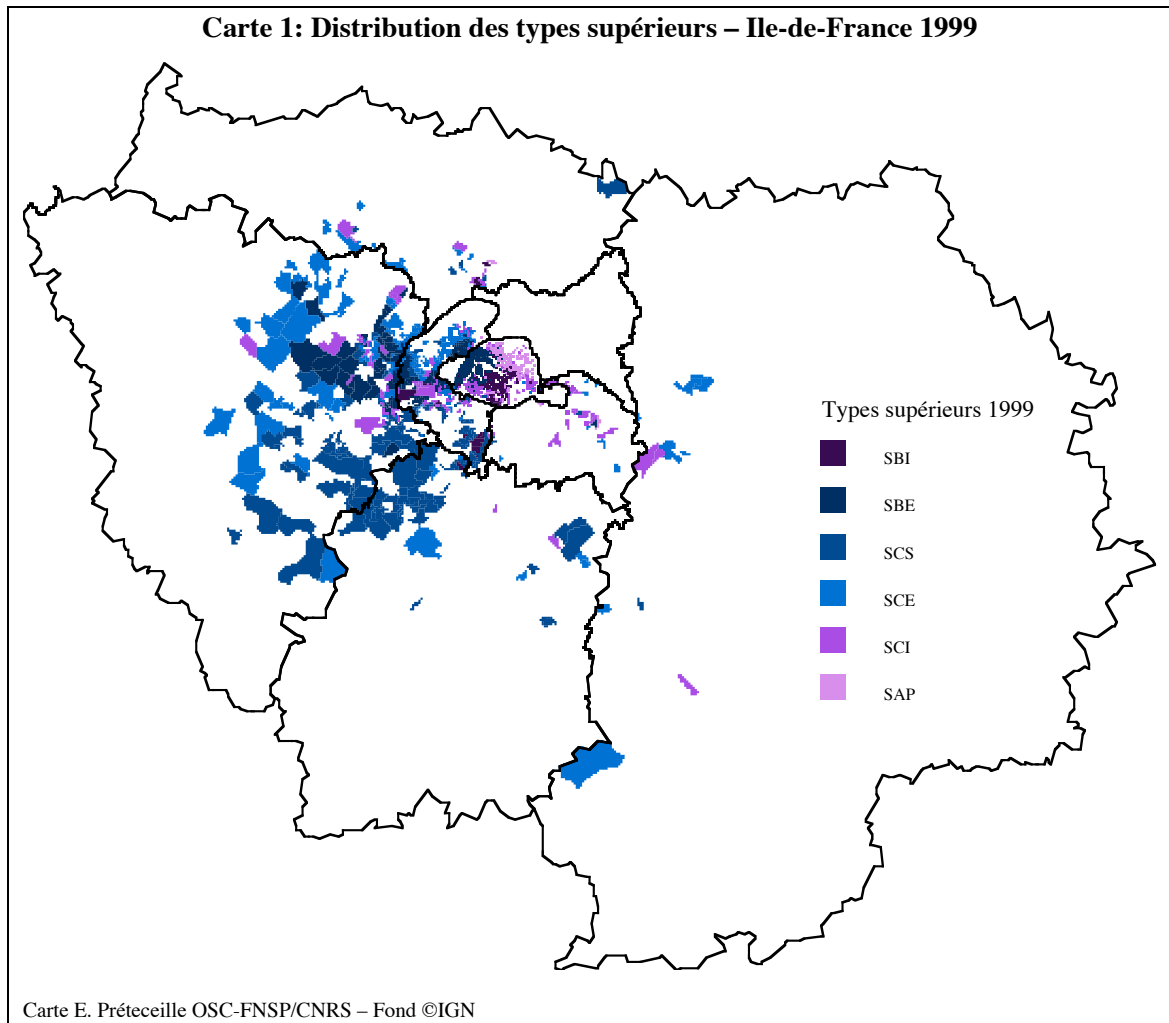 Carte 1: Distribution des types supérieurs – Ile-de-France 1999
Types supérieurs 1999
SBI
SBE
SCS
SCE
SCI
SAP
Carte E. Préteceille OSC-FNSP/CNRS – Fond ©IGN